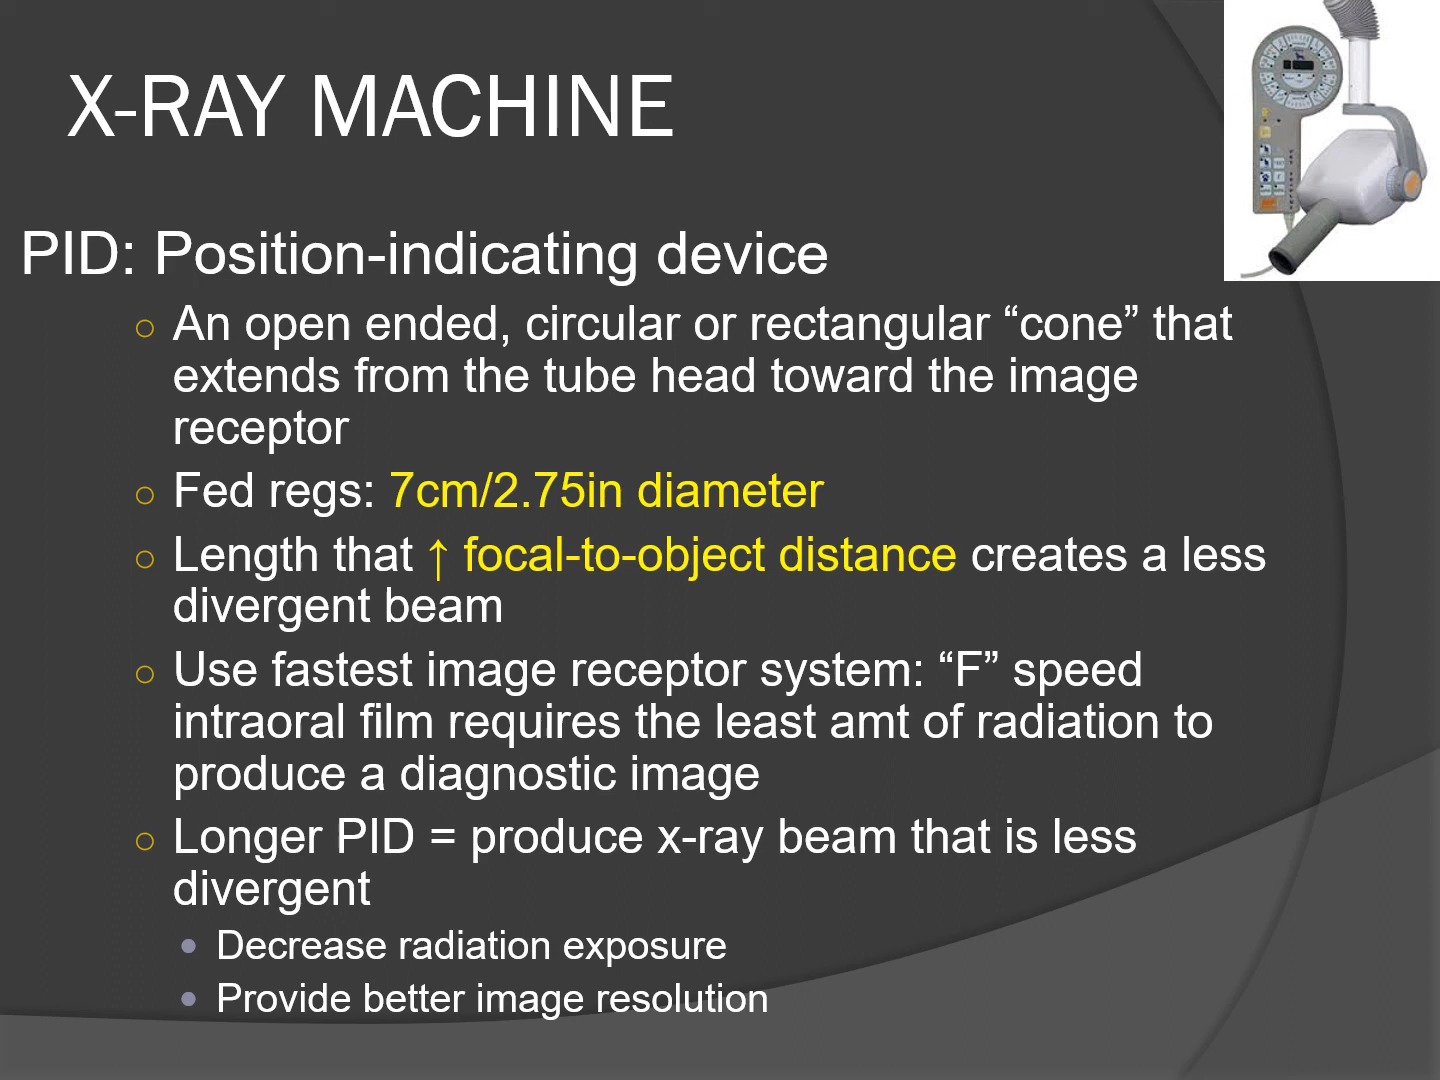 X-RAY MACHINE
PID: Position-indicating device
An open ended, circular or rectangular “cone” that
extends from the tube head toward the image
receptor
Fed regs: 7cm/2.75in diameter
Length that ↑ focal-to-object distance creates a less
divergent beam
Use fastest image receptor system: “F” speed
intraoral film requires the least amt of radiation to
produce a diagnostic image
Longer PID = produce x-ray beam that is less
divergent
Decrease radiation exposure
Provide better image resolution